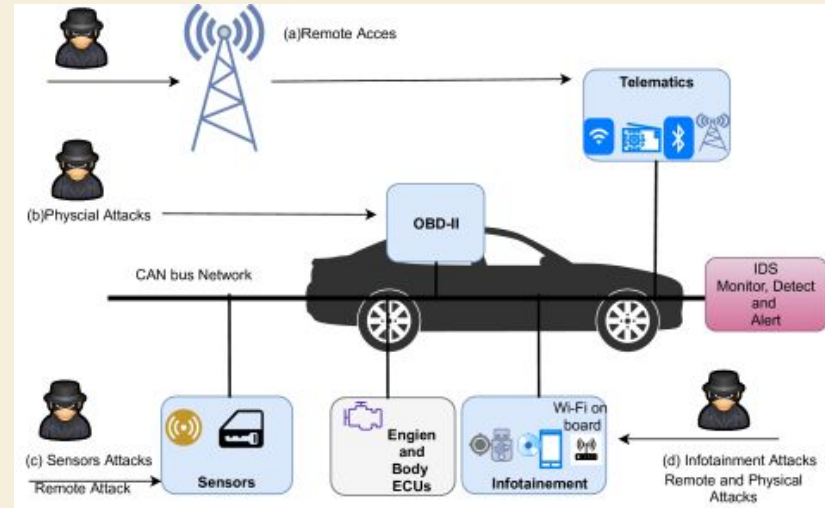 (a)Remote Acces
Telematics
(b)Physcial Attacks
OBD-II
CAN bus Network
IDS
Monitor, Detect
and
Alert
Wi-Fi on
board
Engien
and
Body
ECUs
(c) Sensors Attacks
Remote Attack
Sensors
Infotainement
(d) Infotainment Attacks
Remote and Physical
Attacks